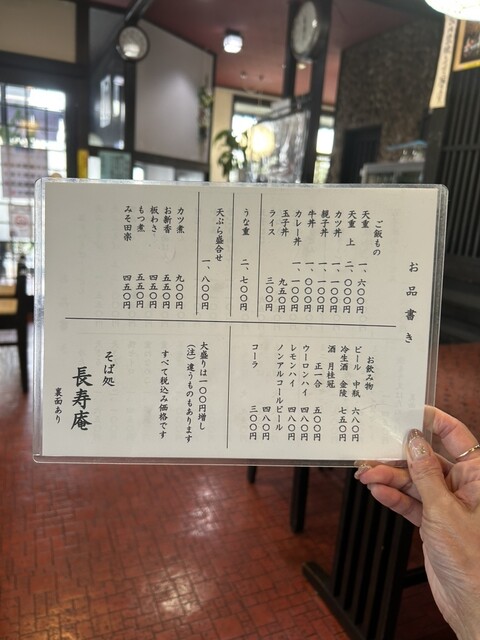 お品書き
ご飯もの
天重 一、六〇〇円
天重 上 二、〇〇〇円
カツ丼 一、一〇〇円
親子丼 一、一〇〇円
牛丼 一、〇〇〇円
カレー丼 一、一〇〇円
玉子丼 九五〇円
ライス 三〇〇円
うな重 二、七〇〇円
天ぷら盛合せ 一、八〇〇円
カツ煮 九〇〇円
お新香 五五〇円
板わさ 四五〇円
もつ煮 五五〇円
みそ田楽 四五〇円
お飲み物
ビール 中瓶 六八〇円
冷生酒 金陵 七五〇円
酒 月桂冠
正一合 五〇〇円
ウーロンハイ 四八〇円
レモンハイ 四八〇円
ノンアルコールビール
四八〇円
コーラ 三〇〇円
大盛りは一〇〇円増し
(注)違うものもあります
すべて税込み価格です
そば処
長寿庵
裏面あり